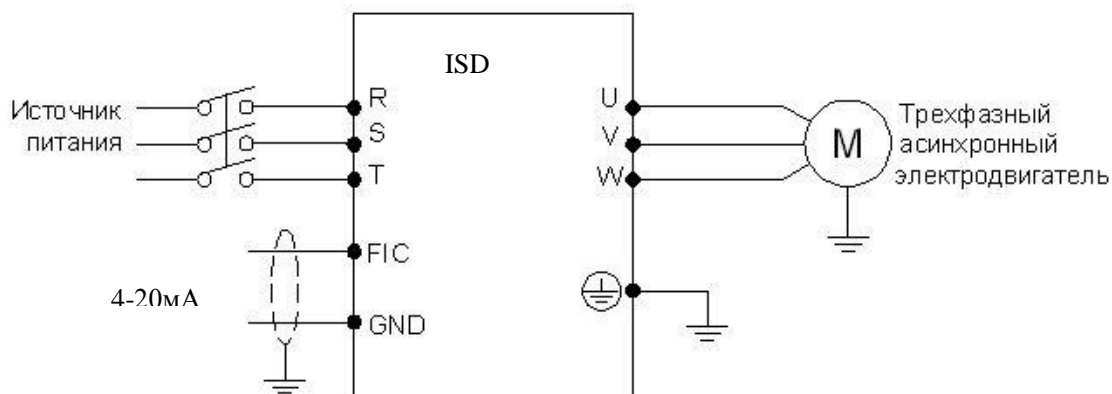 ISD
Источник
питания
R
S
T
FIC
GND
4-20мА
U
V
W
M
Трехфазный
асинхронный
электродвигатель